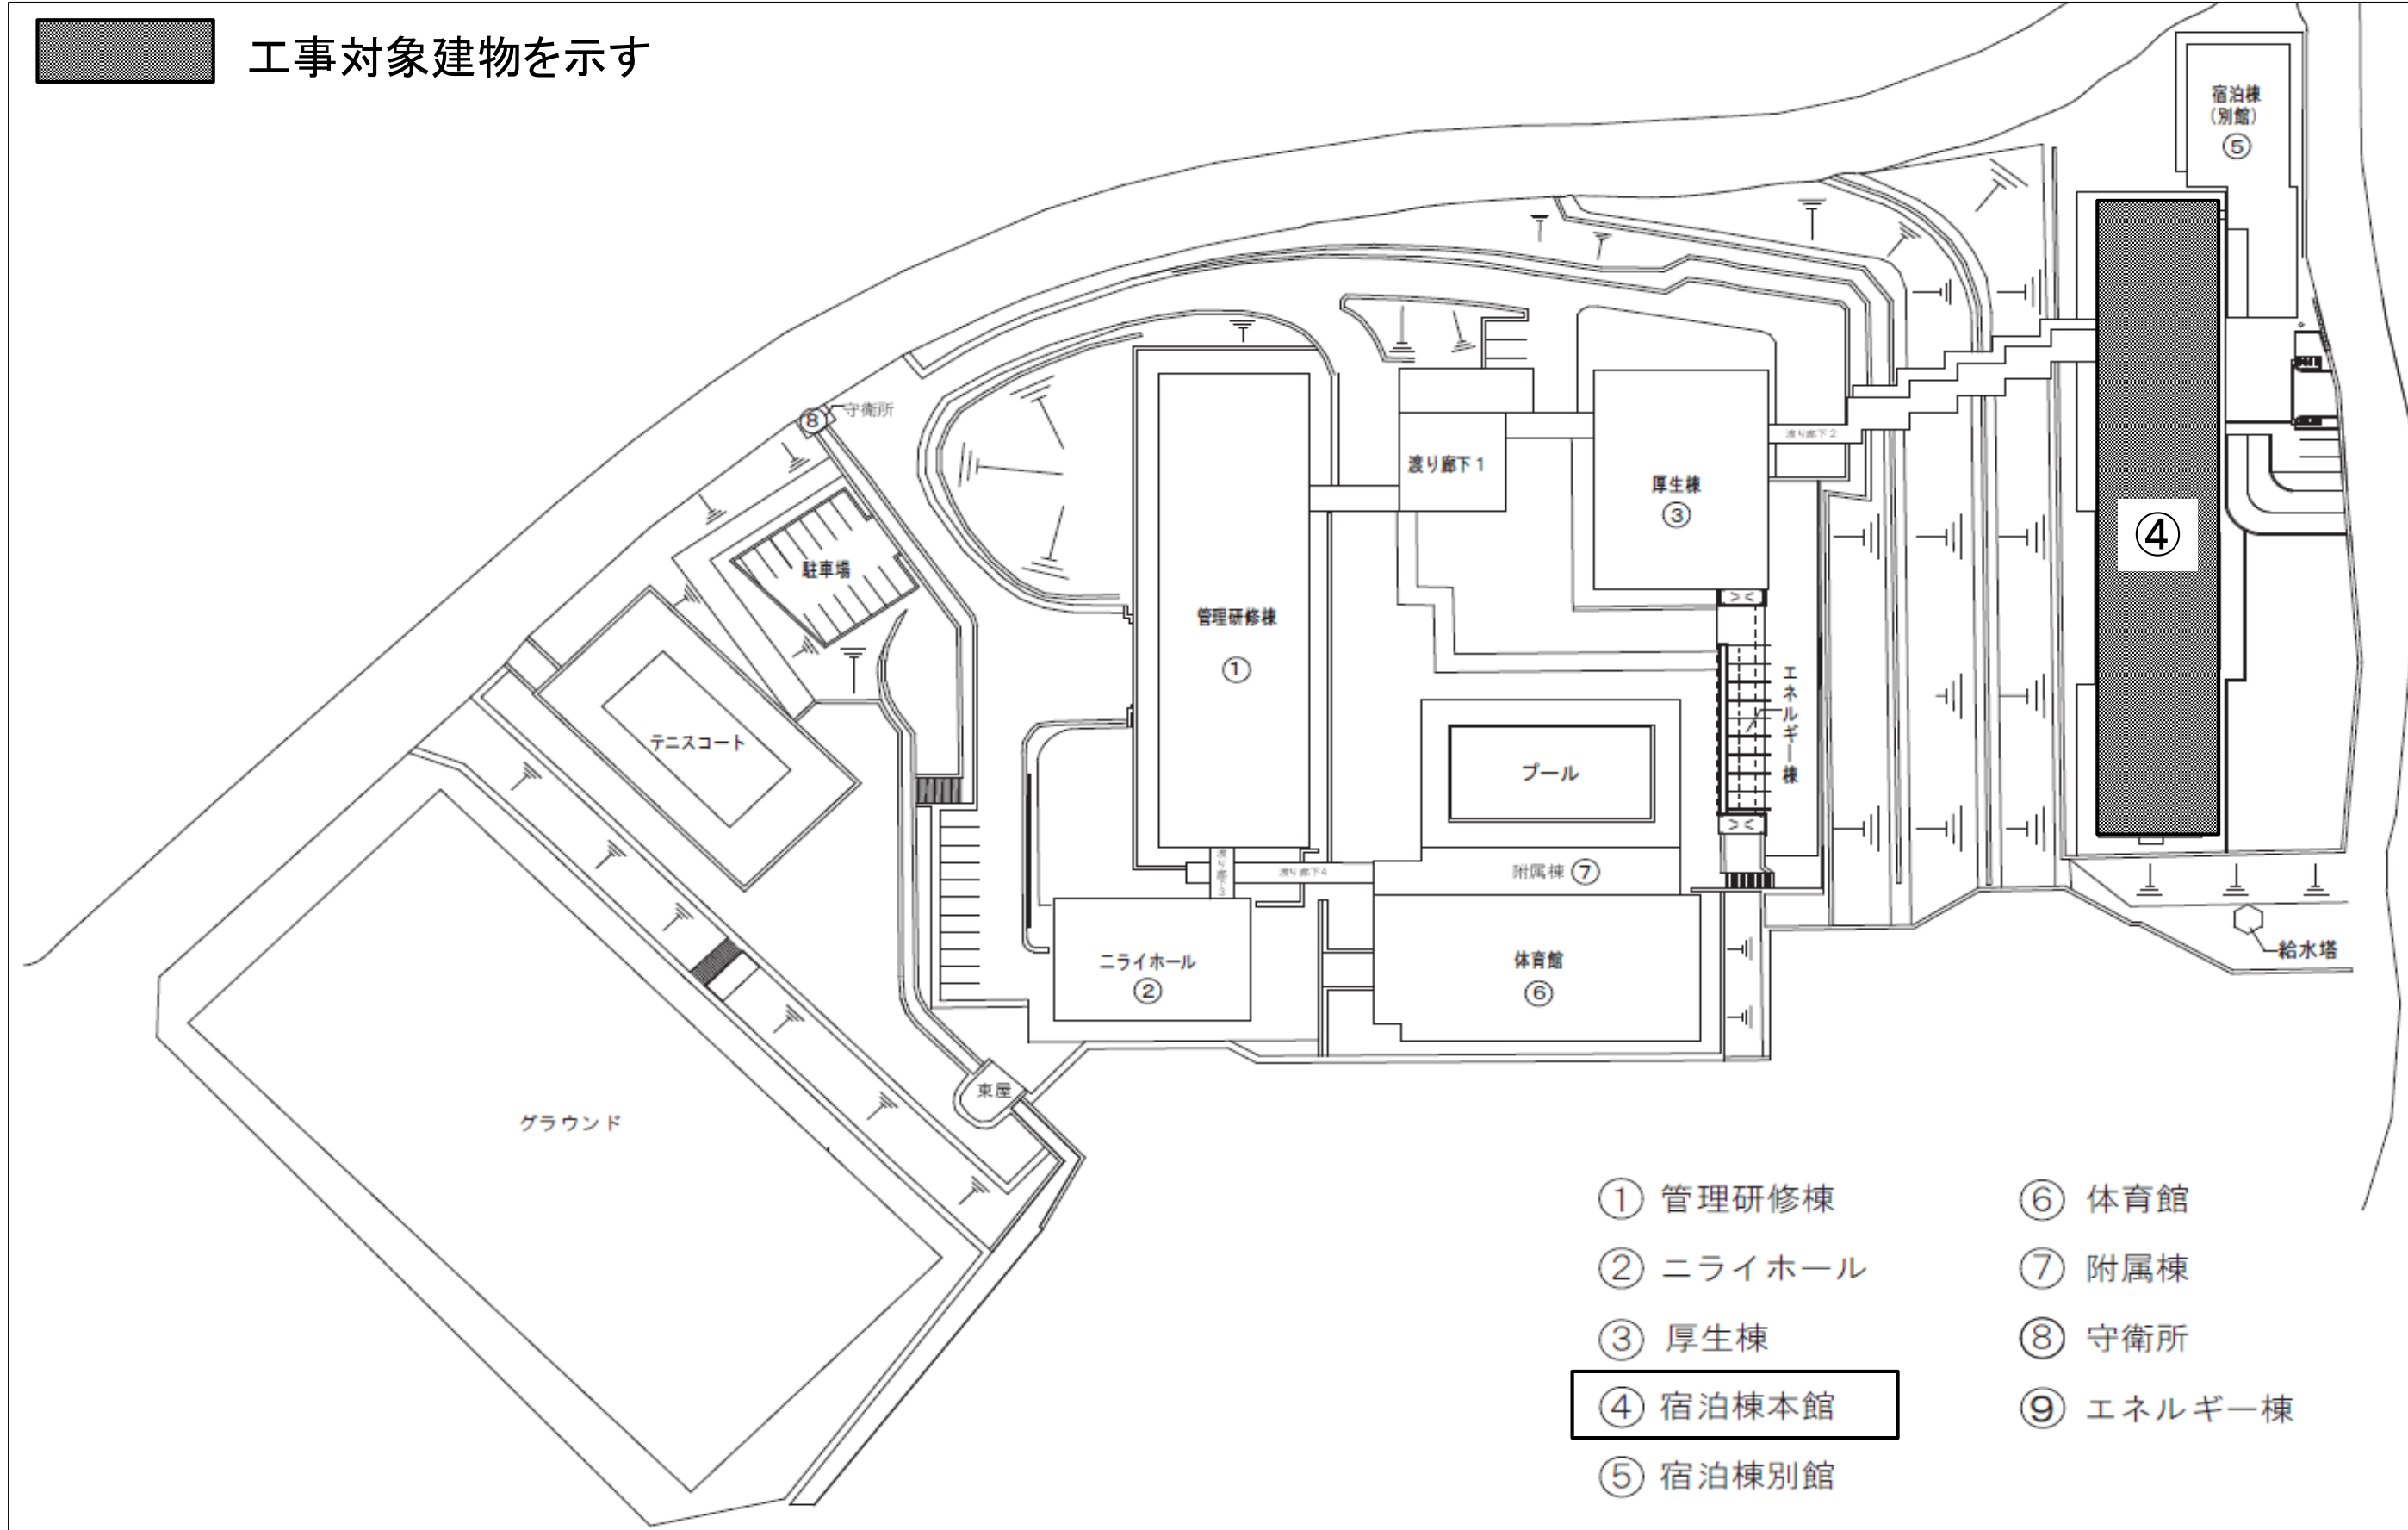 工事対象建物を示す
宿泊棟
(別館)
⑤
⑧
守衛所
渡り廊下2
渡り廊下1
厚生棟
③
④
駐車場
管理研修棟
①
エネルギー棟
テニスコート
プール
渡り廊下3
渡り廊下4
附属棟 ⑦
ニライホール
②
体育館
⑥
給水塔
東屋
グラウンド
① 管理研修棟
② ニライホール
③ 厚生棟
④ 宿泊棟本館
⑤ 宿泊棟別館
⑥ 体育館
⑦ 附属棟
⑧ 守衛所
⑨ エネルギー棟